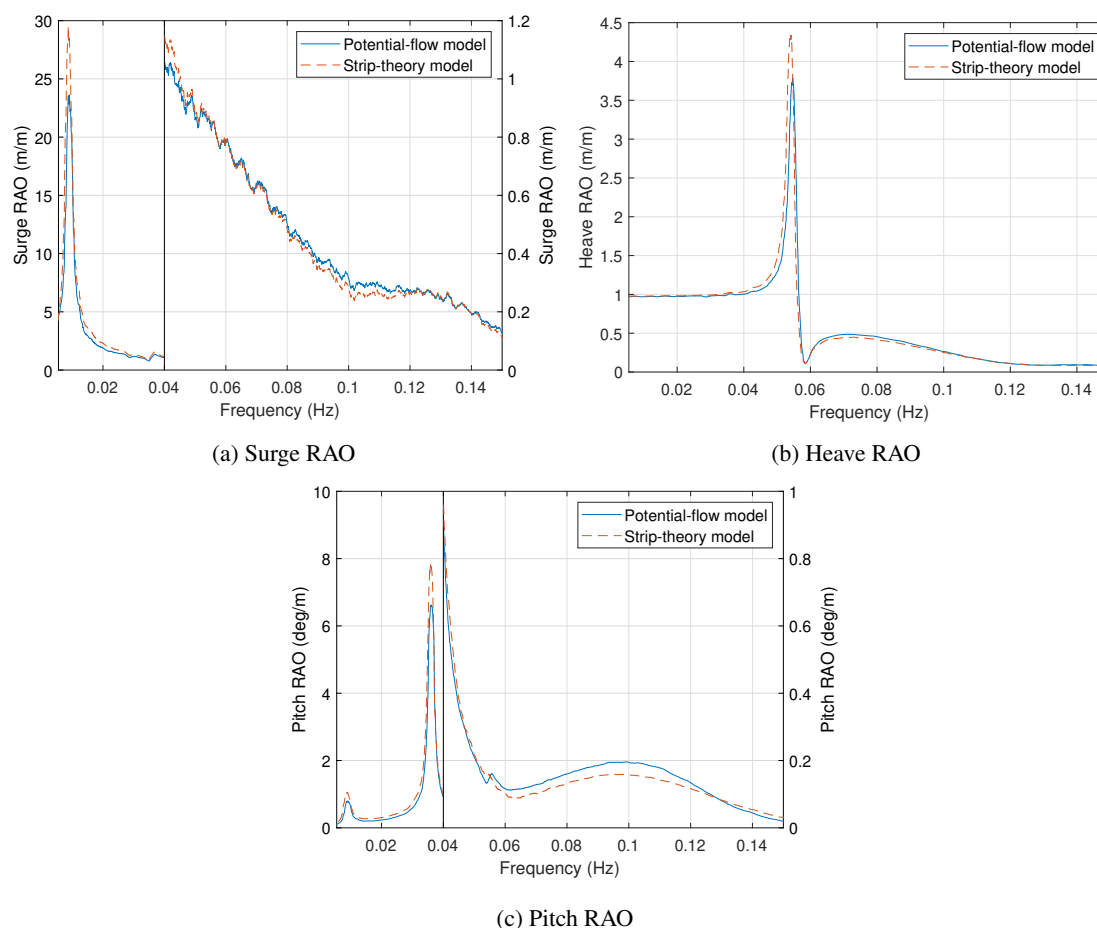 30
25
20
15
10
5
0
Surge RAO (m/m)
1.2
1
0.8
0.6
0.4
0.2
0
Surge RAO (m/m)
Potential-flow model
Strip-theory model
0.02 0.04 0.06 0.08 0.1 0.12 0.14
Frequency (Hz)
(a) Surge RAO
4.5
4
3.5
3
2.5
2
1.5
1
0.5
0
Heave RAO (m/m)
Potential-flow model
Strip-theory model
0.02 0.04 0.06 0.08 0.1 0.12 0.14
Frequency (Hz)
(b) Heave RAO
10
8
6
4
2
0
Pitch RAO (deg/m)
1
0.8
0.6
0.4
0.2
0
Pitch RAO (deg/m)
Potential-flow model
Strip-theory model
0.02 0.04 0.06 0.08 0.1 0.12 0.14
Frequency (Hz)
(c) Pitch RAO